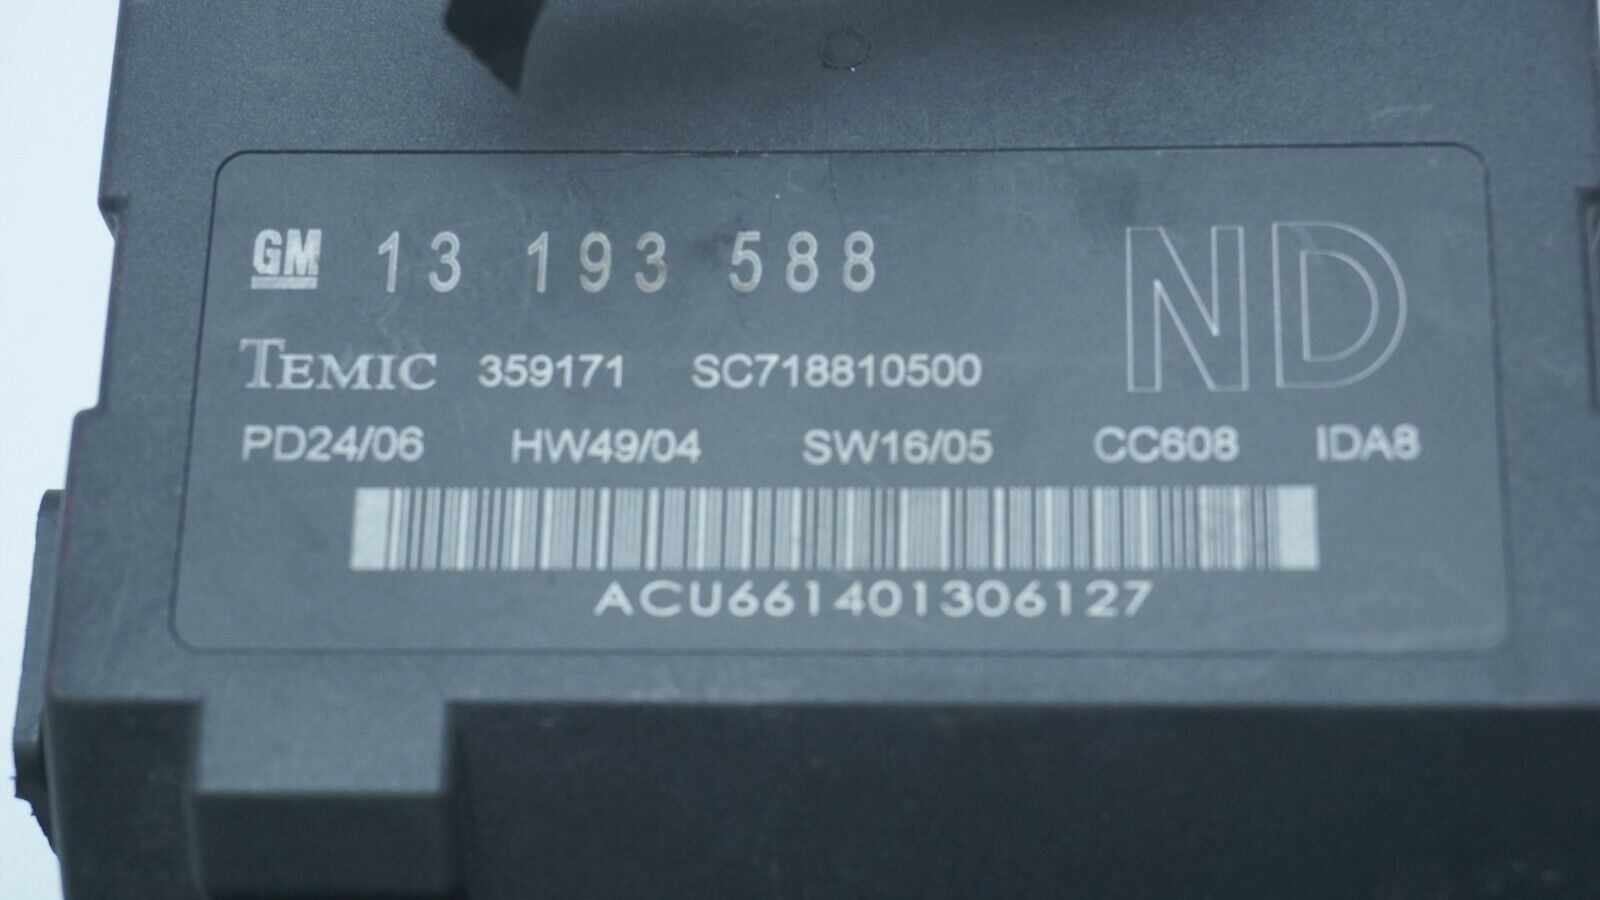 GM 13 193 588 ND
TEMIC 359171 SC718810500
PD24/06 HW49/04 SW16/05 CC608 IDA8
ACU661401306127